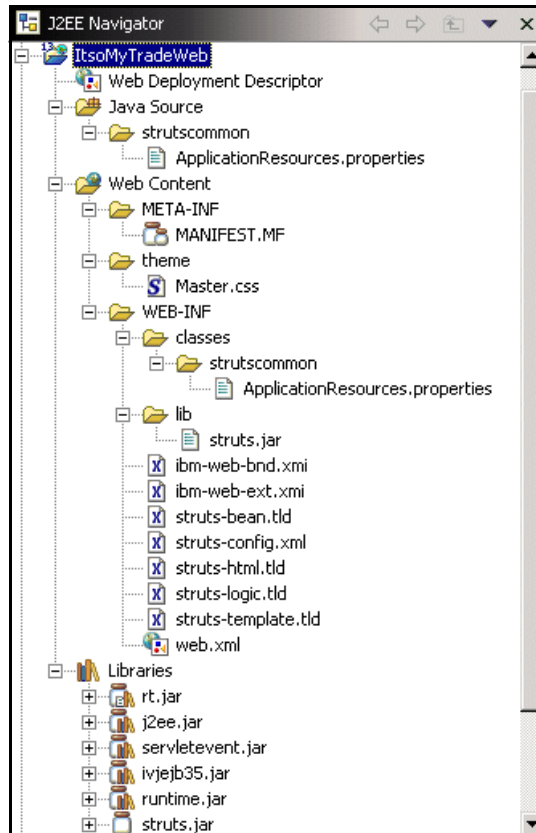 J2EE Navigator
ItsoMyTradeWeb
Web Deployment Descriptor
Java Source
strutscommon
ApplicationResources.properties
Web Content
META-INF
MANIFEST.MF
theme
Master.css
WEB-INF
classes
strutscommon
ApplicationResources.properties
lib
struts.jar
ibm-web-bnd.xmi
ibm-web-ext.xmi
struts-bean.tld
struts-config.xml
struts-html.tld
struts-logic.tld
struts-template.tld
web.xml
Libraries
rt.jar
j2ee.jar
servletevent.jar
ivjejb35.jar
runtime.jar
struts.jar